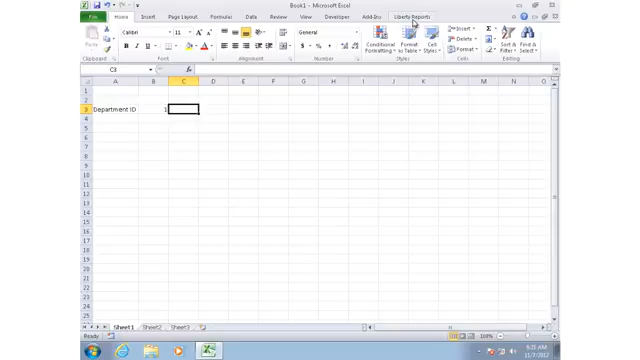 Book1 - Microsoft Excel
File Home Insert Page Layout Formulas Data Review View Developer Add-Ins Liberty Reports
Calibri 11 General Insert
Paste Conditional Formatting Format as Table Cell Styles Delete Sort & Filter Find & Select
Format
Clipboard Font Alignment Number Styles Cells Editing
C3 fx
A B C D E F G H I J K L M N O
1
2
3 Department ID 1
4
5
6
7
8
9
10
11
12
13
14
15
16
17
18
19
20
21
22
23
24
25
Sheet1 Sheet2 Sheet3
100%
11/7/2012